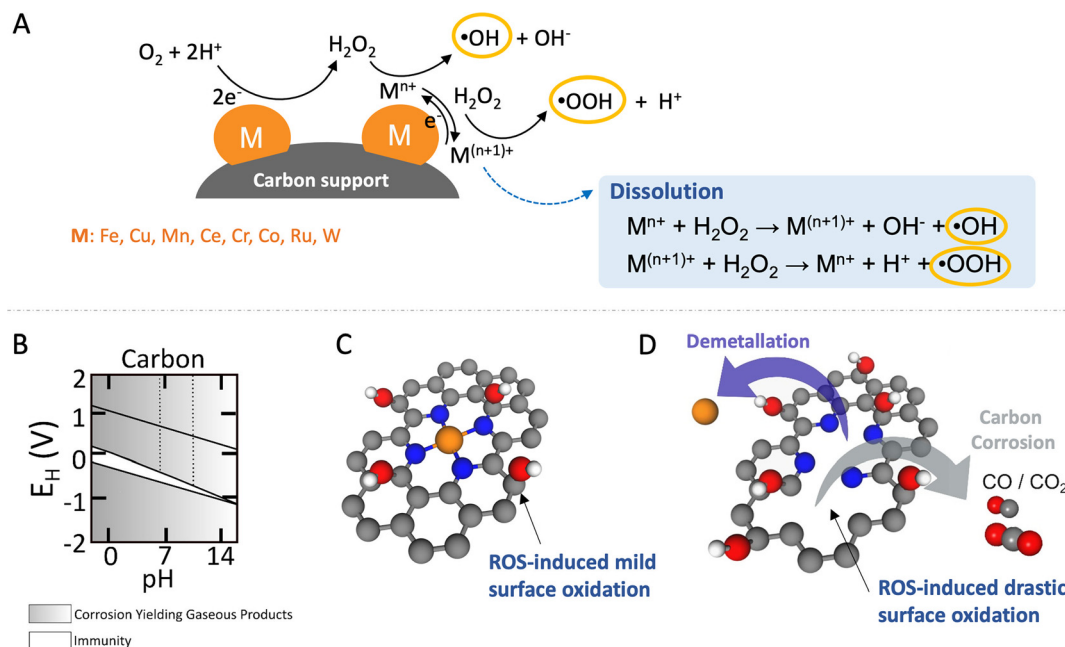 A
O₂ + 2H⁺
2e⁻
H₂O₂
•OH + OH⁻
Mⁿ⁺
H₂O₂
e⁻
M⁽ⁿ⁺¹⁾⁺
•OOH + H⁺
M
M
Carbon support
M: Fe, Cu, Mn, Ce, Cr, Co, Ru, W
Dissolution
Mⁿ⁺ + H₂O₂ → M⁽ⁿ⁺¹⁾⁺ + OH⁻ + •OH
M⁽ⁿ⁺¹⁾⁺ + H₂O₂ → Mⁿ⁺ + H⁺ + •OOH
B
Carbon
2
1
0
-1
-2
E_H (V)
0 7 14
pH
Corrosion Yielding Gaseous Products
Immunity
C
ROS-induced mild
surface oxidation
D
Demetallation
Carbon
Corrosion
CO / CO₂
ROS-induced drastic
surface oxidation